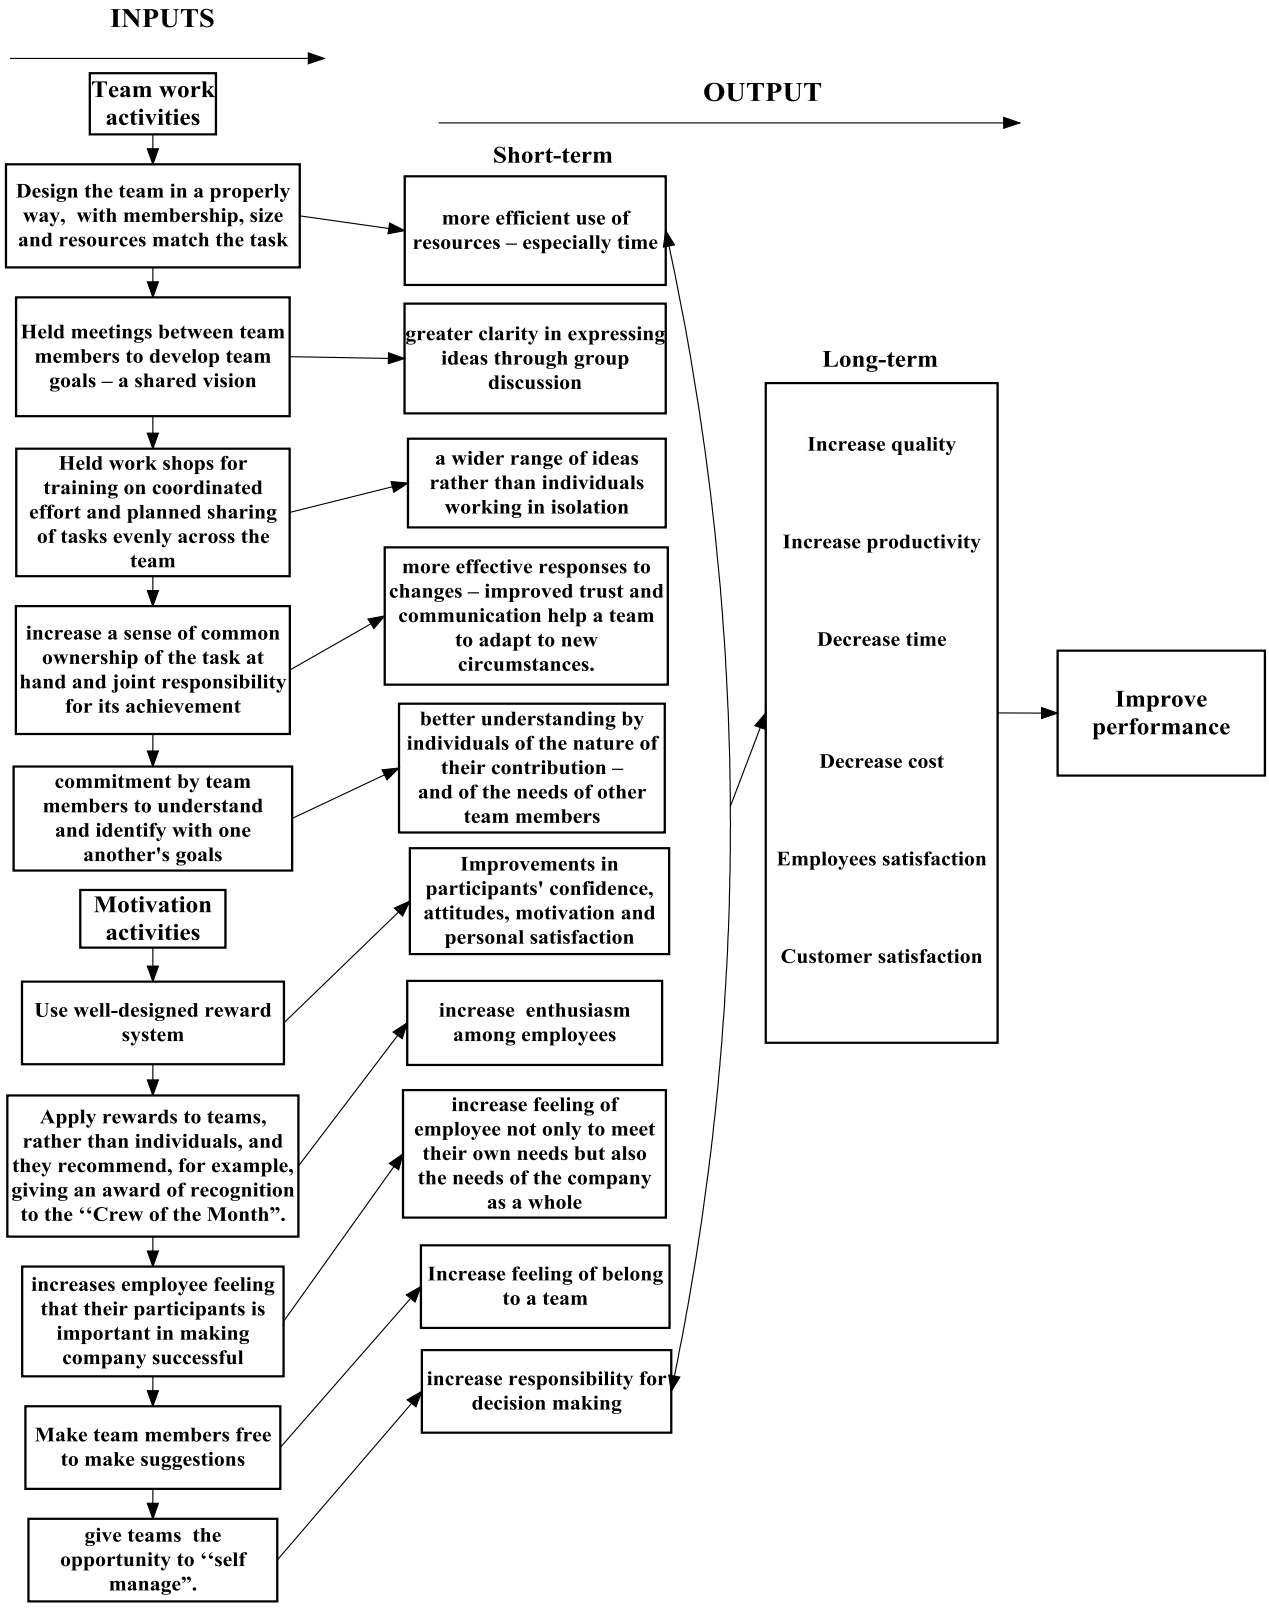 INPUTS
Team work
activities
Design the team in a properly
way,  with membership, size
and resources match the task
Held meetings between team
members to develop team
goals – a shared vision
Held work shops for
training on coordinated
effort and planned sharing
of tasks evenly across the
team
increase a sense of common
ownership of the task at
hand and joint responsibility
for its achievement
commitment by team
members to understand
and identify with one
another's goals
Motivation
activities
Use well-designed reward
system
Apply rewards to teams,
rather than individuals, and
they recommend, for example,
giving an award of recognition
to the ‘‘Crew of the Month”.
increases employee feeling
that their participants is
important in making
company successful
Make team members free
to make suggestions
give teams  the
opportunity to ‘‘self
manage”.
OUTPUT
Short-term
more efficient use of
resources – especially time
greater clarity in expressing
ideas through group
discussion
a wider range of ideas
rather than individuals
working in isolation
more effective responses to
changes – improved trust and
communication help a team
to adapt to new
circumstances.
better understanding by
individuals of the nature of
their contribution –
and of the needs of other
team members
Improvements in
participants' confidence,
attitudes, motivation and
personal satisfaction
increase  enthusiasm
among employees
increase feeling of
employee not only to meet
their own needs but also
the needs of the company
as a whole
Increase feeling of belong
to a team
increase responsibility for
decision making
Long-term
Increase quality
Increase productivity
Decrease time
Decrease cost
Employees satisfaction
Customer satisfaction
Improve
performance